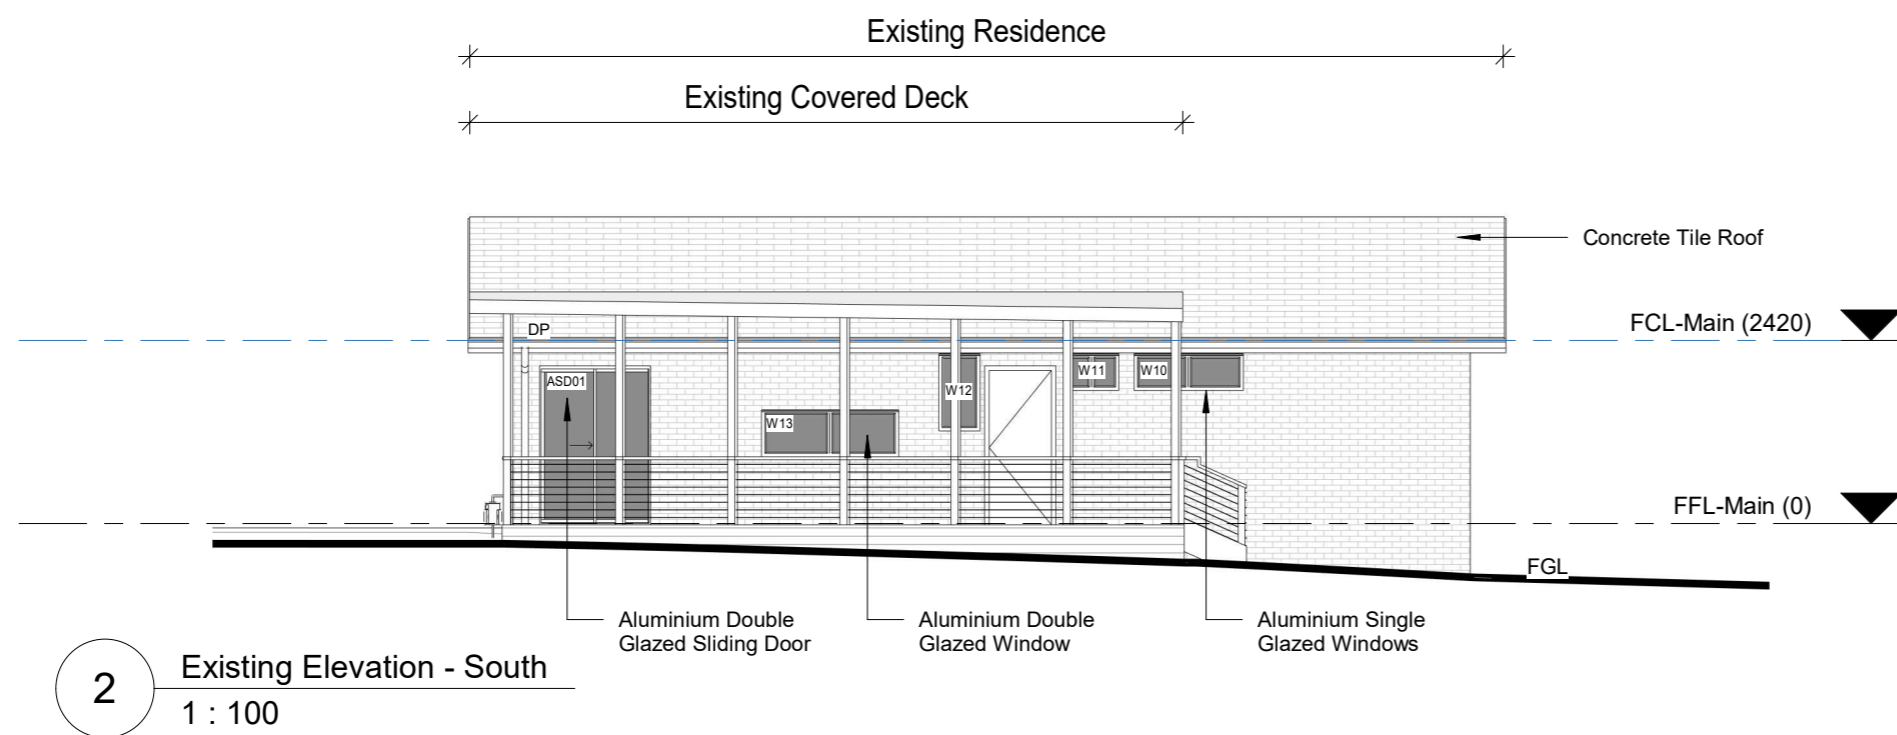 Existing Residence
Existing Covered Deck
Concrete Tile Roof
FCL-Main (2420)
DP
ASD01
W13
W12
W11
W10
FFL-Main (0)
FGL
Aluminium Double
Glazed Sliding Door
Aluminium Double
Glazed Window
Aluminium Single
Glazed Windows
2
Existing Elevation - South
1 : 100